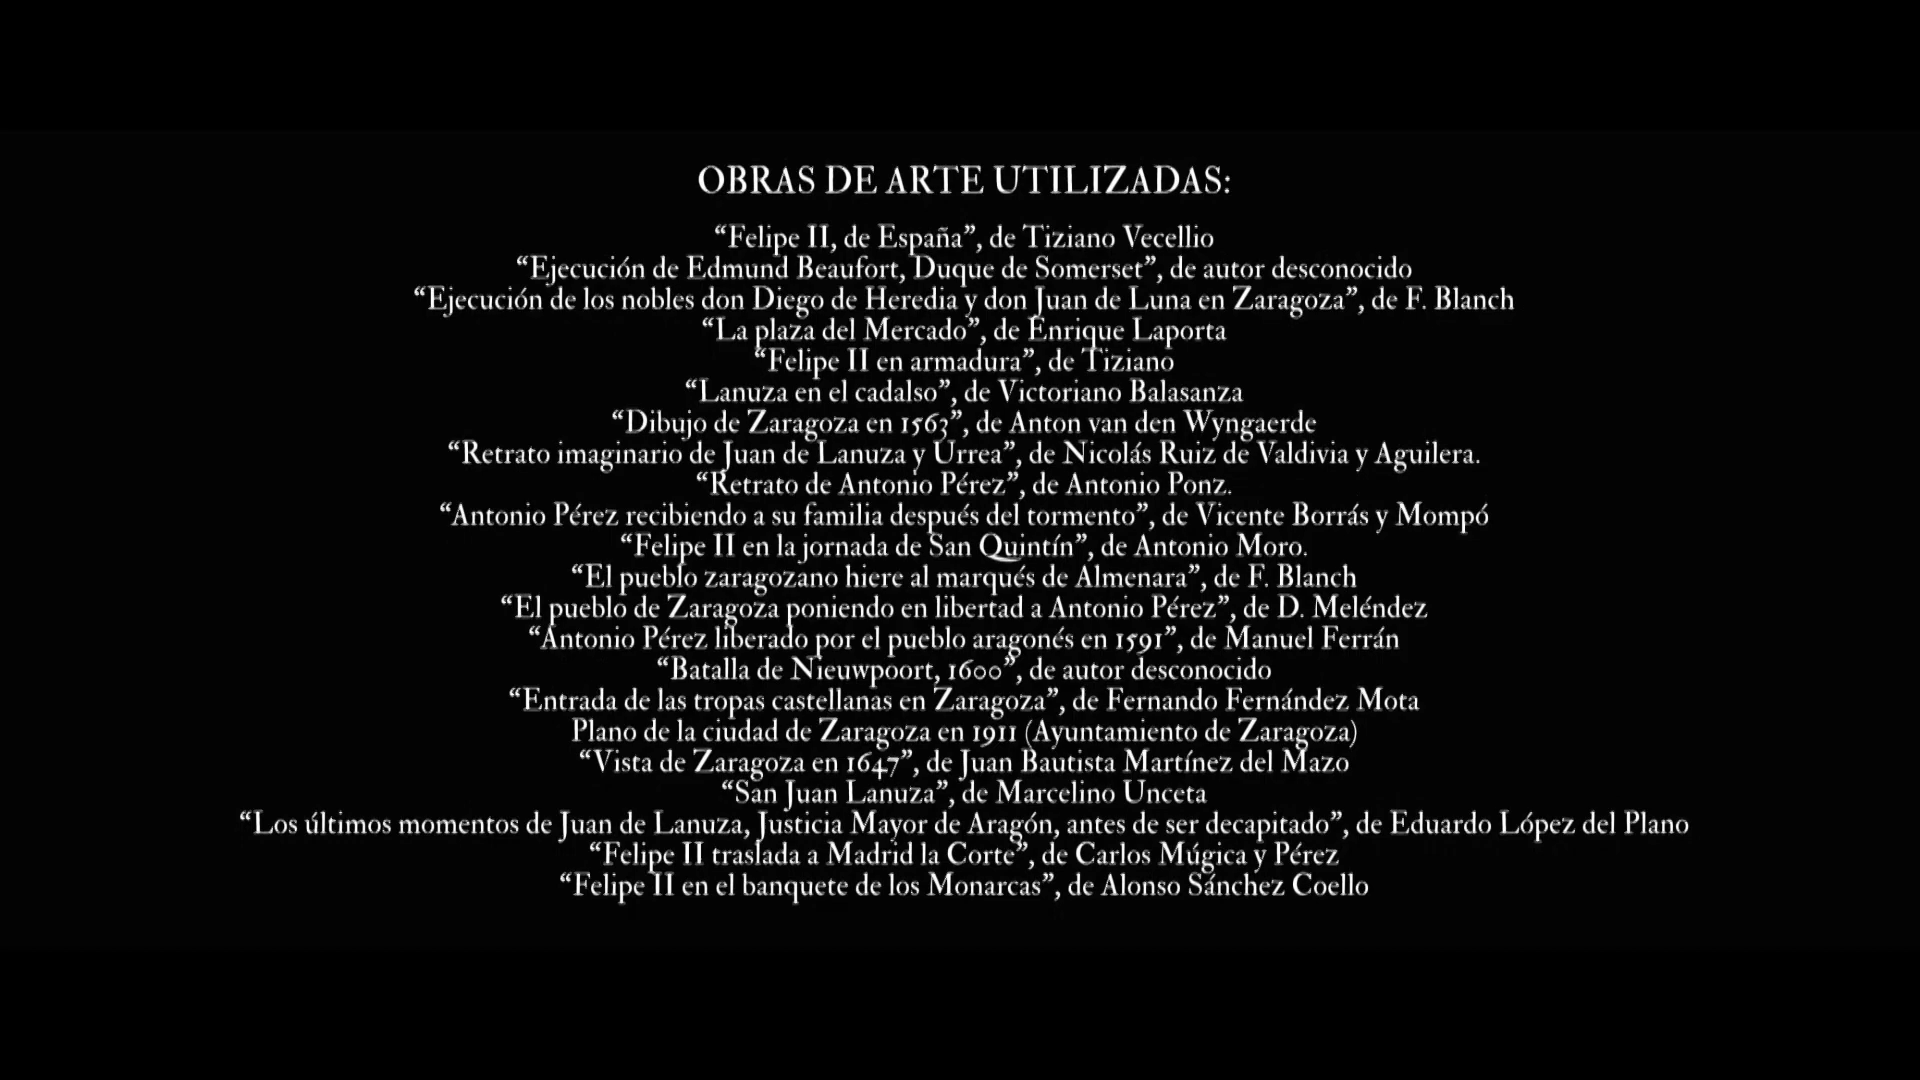 OBRAS DE ARTE UTILIZADAS:
“Felipe II, de España”, de Tiziano Vecellio
“Ejecución de Edmund Beaufort, Duque de Somerset”, de autor desconocido
“Ejecución de los nobles don Diego de Heredia y don Juan de Luna en Zaragoza”, de F. Blanch
“La plaza del Mercado”, de Enrique Laporta
“Felipe II en armadura”, de Tiziano
“Lanuza en el cadalso”, de Victoriano Balasanza
“Dibujo de Zaragoza en 1563”, de Anton van den Wyngaerde
“Retrato imaginario de Juan de Lanuza y Urrea”, de Nicolás Ruiz de Valdivia y Aguilera.
“Retrato de Antonio Pérez”, de Antonio Ponz.
“Antonio Pérez recibiendo a su familia después del tormento”, de Vicente Borrás y Mompó
“Felipe II en la jornada de San Quintín”, de Antonio Moro.
“El pueblo zaragozano hiere al marqués de Almenara”, de F. Blanch
“El pueblo de Zaragoza poniendo en libertad a Antonio Pérez”, de D. Meléndez
“Antonio Pérez liberado por el pueblo aragonés en 1591”, de Manuel Ferrán
“Batalla de Nieuwpoort, 1600”, de autor desconocido
“Entrada de las tropas castellanas en Zaragoza”, de Fernando Fernández Mota
Plano de la ciudad de Zaragoza en 1911 (Ayuntamiento de Zaragoza)
“Vista de Zaragoza en 1647”, de Juan Bautista Martínez del Mazo
“San Juan Lanuza”, de Marcelino Unceta
“Los últimos momentos de Juan de Lanuza, Justicia Mayor de Aragón, antes de ser decapitado”, de Eduardo López del Plano
“Felipe II traslada a Madrid la Corte”, de Carlos Múgica y Pérez
“Felipe II en el banquete de los Monarcas”, de Alonso Sánchez Coello